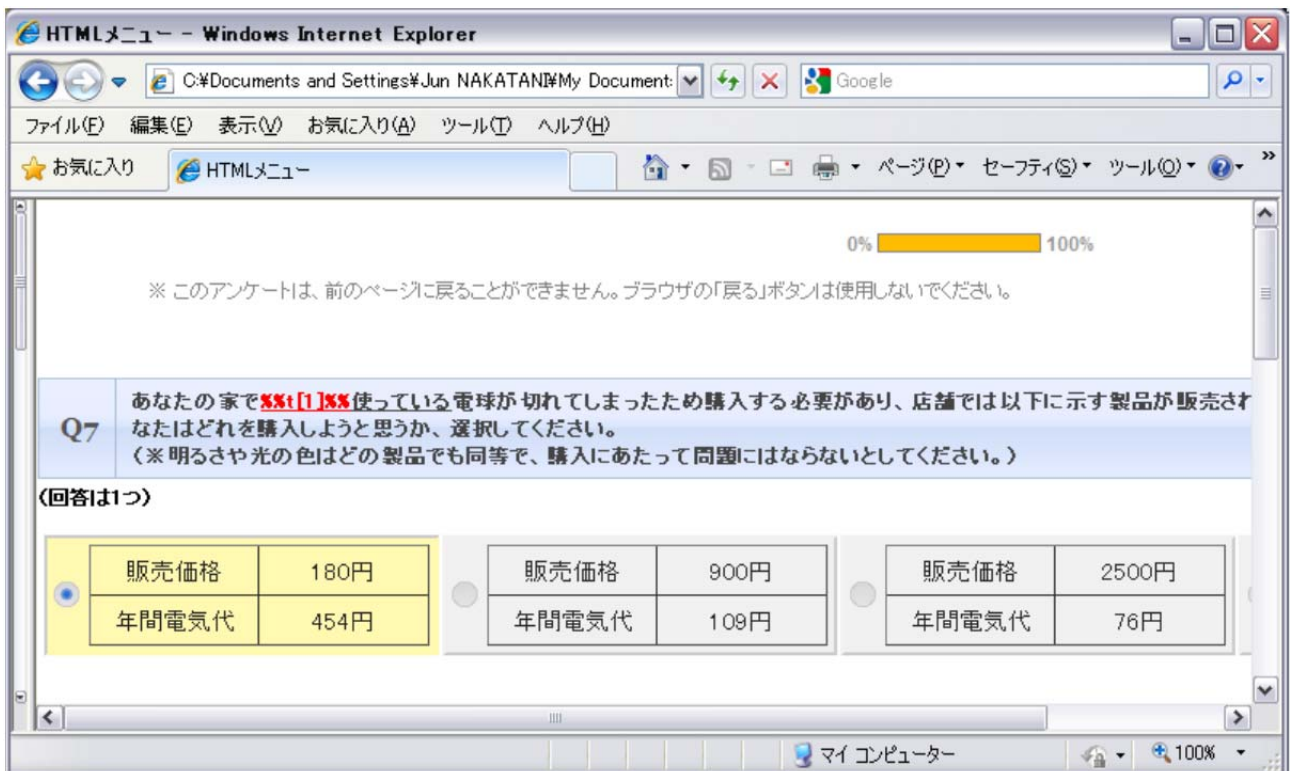 HTMLメニュー - Windows Internet Explorer
C:¥Documents and Settings¥Jun NAKATANI¥My Document:
Google
ファイル(F) 編集(E) 表示(V) お気に入り(A) ツール(T) ヘルプ(H)
お気に入り HTMLメニュー ページ(P) セーフティ(S) ツール(O) »
0% 100%
※ このアンケートは、前のページに戻ることができません。ブラウザの「戻る」ボタンは使用しないでください。
Q7
あなたの家で%%t[1]%%使っている電球が切れてしまったため購入する必要があり、店舗では以下に示す製品が販売され
なたはどれを購入しようと思うか、選択してください。
(※明るさや光の色はどの製品でも同等で、購入にあたって問題にはならないとしてください。)
(回答は1つ)
販売価格 180円 販売価格 900円 販売価格 2500円
年間電気代 454円 年間電気代 109円 年間電気代 76円
マイ コンピューター 100%